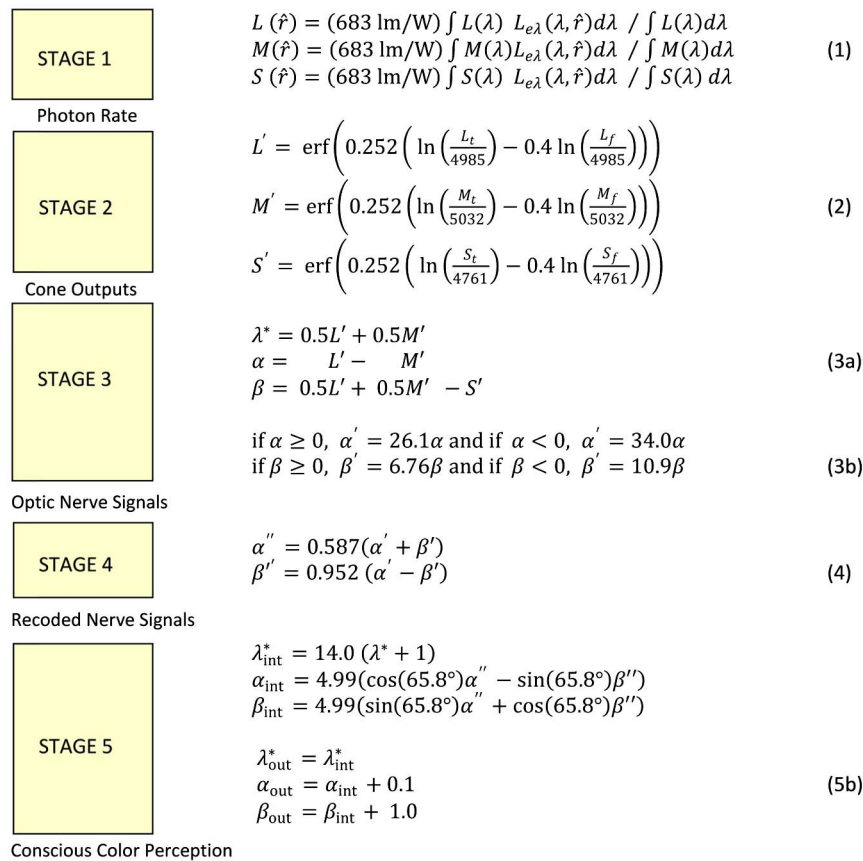 STAGE 1
L (r̂) = (683 lm/W) ∫ L(λ) L_eλ(λ, r̂)dλ / ∫ L(λ)dλ
M(r̂) = (683 lm/W) ∫ M(λ)L_eλ(λ, r̂)dλ / ∫ M(λ)dλ (1)
S (r̂) = (683 lm/W) ∫ S(λ) L_eλ(λ, r̂)dλ / ∫ S(λ) dλ
Photon Rate
STAGE 2
L′ = erf(0.252 ( ln (L_t/4985) − 0.4 ln (L_f/4985)))
M′ = erf(0.252 (ln (M_t/5032) − 0.4 ln (M_f/5032))) (2)
S′ = erf(0.252 ( ln (S_t/4761) − 0.4 ln (S_f/4761)))
Cone Outputs
STAGE 3
λ* = 0.5L′ + 0.5M′
α = L′ − M′ (3a)
β = 0.5L′ + 0.5M′ − S′
if α ≥ 0, α′ = 26.1α and if α < 0, α′ = 34.0α
if β ≥ 0, β′ = 6.76β and if β < 0, β′ = 10.9β (3b)
Optic Nerve Signals
STAGE 4
α″ = 0.587(α′ + β′)
β″ = 0.952 (α′ − β′) (4)
Recoded Nerve Signals
STAGE 5
λ*_int = 14.0 (λ* + 1)
α_int = 4.99(cos(65.8°)α″ − sin(65.8°)β″)
β_int = 4.99(sin(65.8°)α″ + cos(65.8°)β″)
λ*_out = λ*_int
α_out = α_int + 0.1 (5b)
β_out = β_int + 1.0
Conscious Color Perception